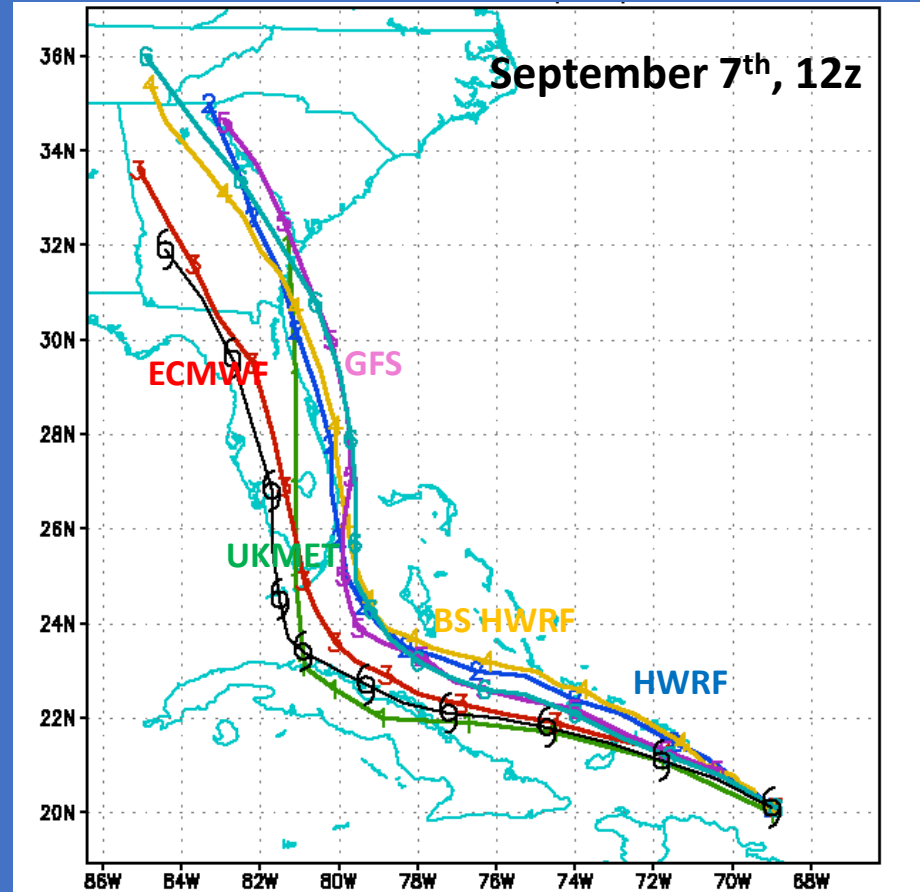 September 7th, 12z
36N
34N
32N
30N
28N
26N
24N
22N
20N
ECMWF
GFS
UKMET
BS HWRF
HWRF
86W 84W 82W 80W 78W 76W 74W 72W 70W 68W